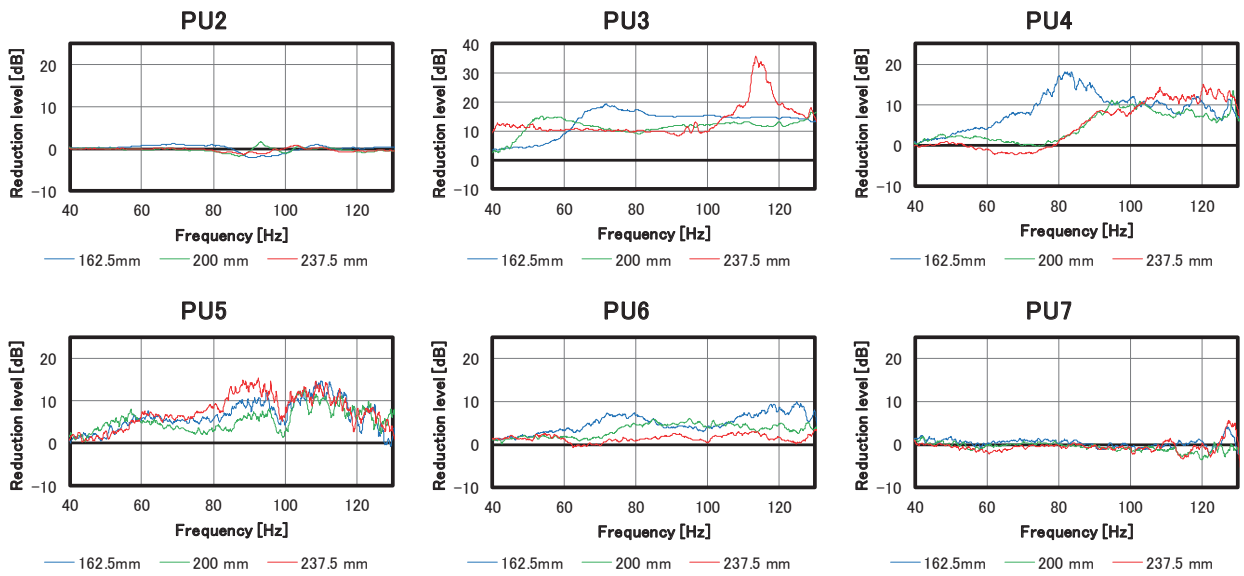 PU2
Reduction level [dB]
20
10
0
−10
40 60 80 100 120
Frequency [Hz]
162.5mm 200 mm 237.5 mm
PU3
Reduction level [dB]
40
30
20
10
0
−10
40 60 80 100 120
Frequency [Hz]
162.5mm 200 mm 237.5 mm
PU4
Reduction level [dB]
20
10
0
−10
40 60 80 100 120
Frequency [Hz]
162.5mm 200 mm 237.5 mm
PU5
Reduction level [dB]
20
10
0
−10
40 60 80 100 120
Frequency [Hz]
162.5mm 200 mm 237.5 mm
PU6
Reduction level [dB]
20
10
0
−10
40 60 80 100 120
Frequency [Hz]
162.5mm 200 mm 237.5 mm
PU7
Reduction level [dB]
20
10
0
−10
40 60 80 100 120
Frequency [Hz]
162.5mm 200 mm 237.5 mm